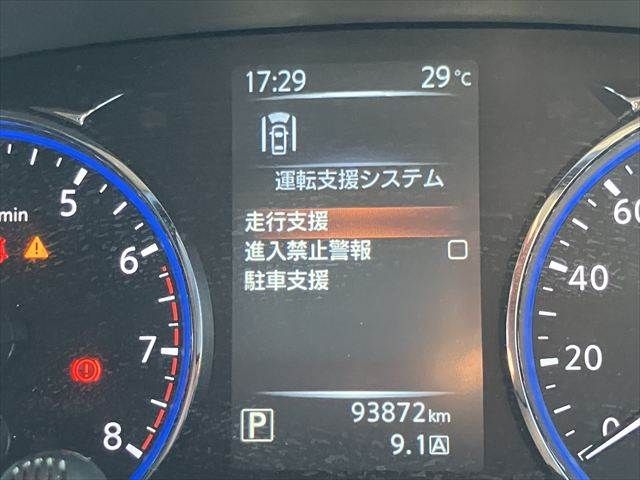 17:29 29°C
運転支援システム
走行支援
進入禁止警報
駐車支援
P 93872km
9.1 A
min
5
6
7
8
60
40
20
0